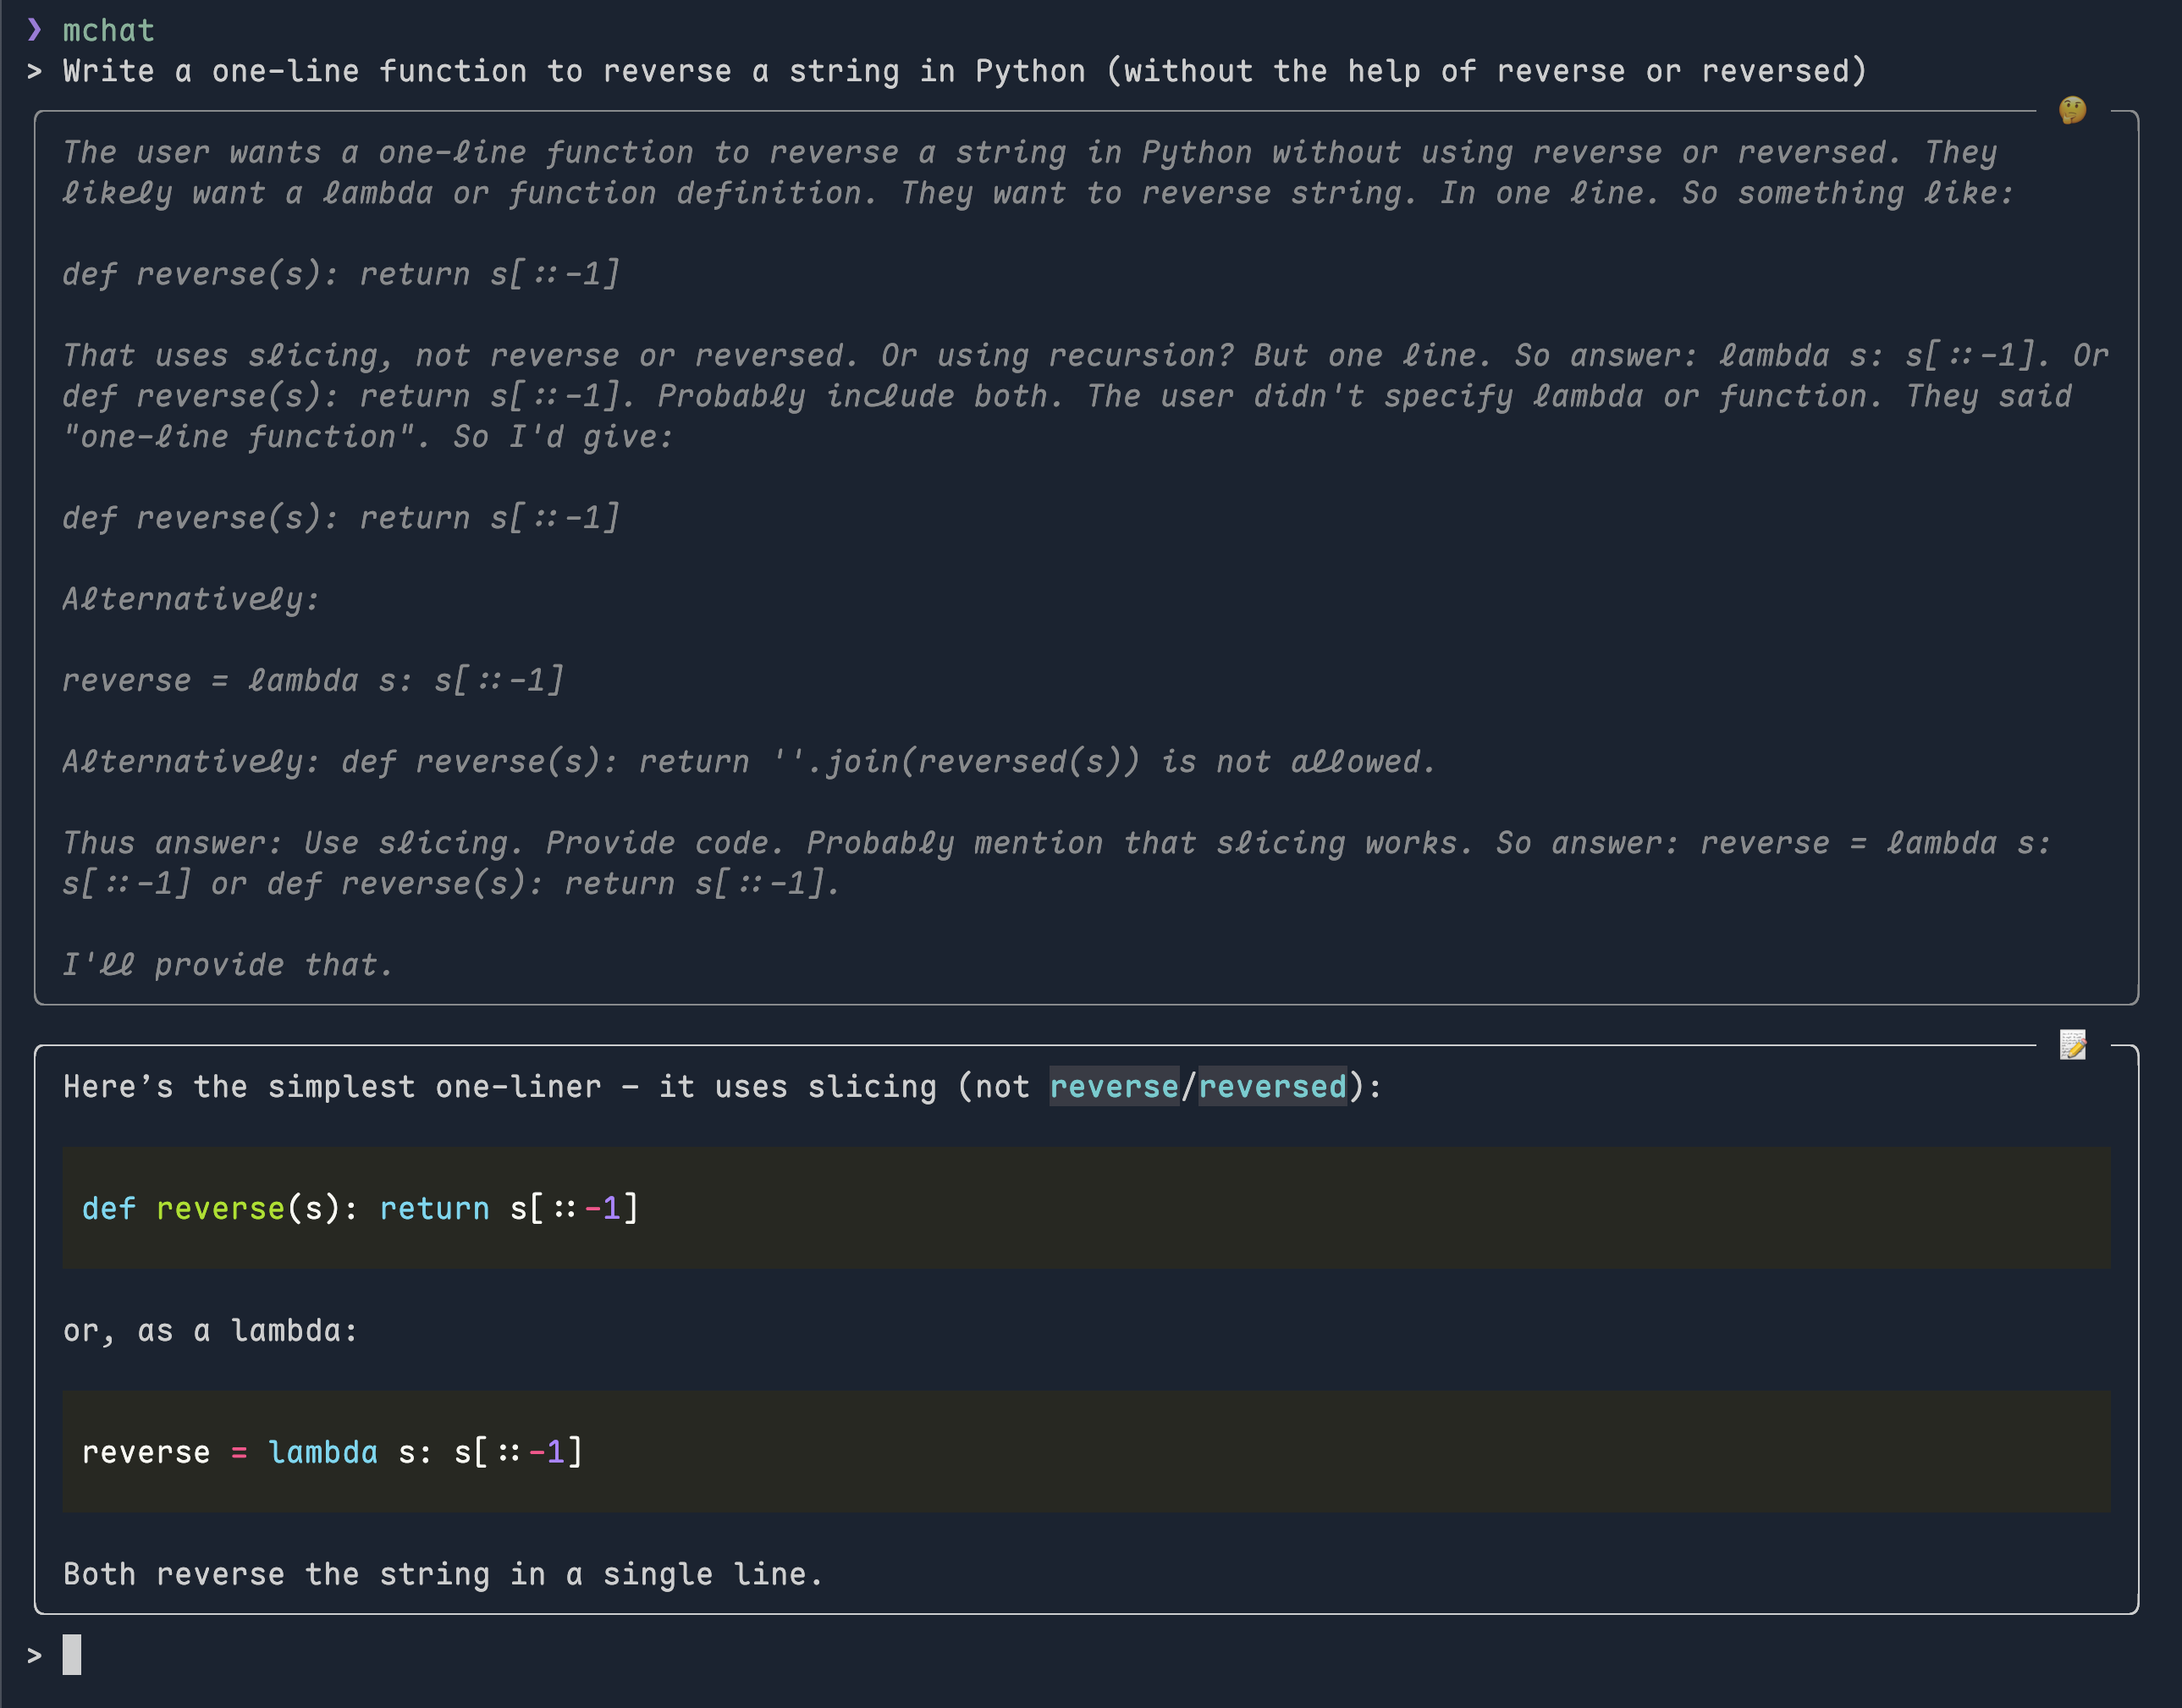 ❯ mchat
> Write a one-line function to reverse a string in Python (without the help of reverse or reversed)
🤔
The user wants a one-line function to reverse a string in Python without using reverse or reversed. They
likely want a lambda or function definition. They want to reverse string. In one line. So something like:
def reverse(s): return s[::-1]
That uses slicing, not reverse or reversed. Or using recursion? But one line. So answer: lambda s: s[::-1]. Or
def reverse(s): return s[::-1]. Probably include both. The user didn't specify lambda or function. They said
"one-line function". So I'd give:
def reverse(s): return s[::-1]
Alternatively:
reverse = lambda s: s[::-1]
Alternatively: def reverse(s): return ''.join(reversed(s)) is not allowed.
Thus answer: Use slicing. Provide code. Probably mention that slicing works. So answer: reverse = lambda s:
s[::-1] or def reverse(s): return s[::-1].
I'll provide that.
📝
Here’s the simplest one-liner – it uses slicing (not reverse/reversed):
def reverse(s): return s[::-1]
or, as a lambda:
reverse = lambda s: s[::-1]
Both reverse the string in a single line.
>